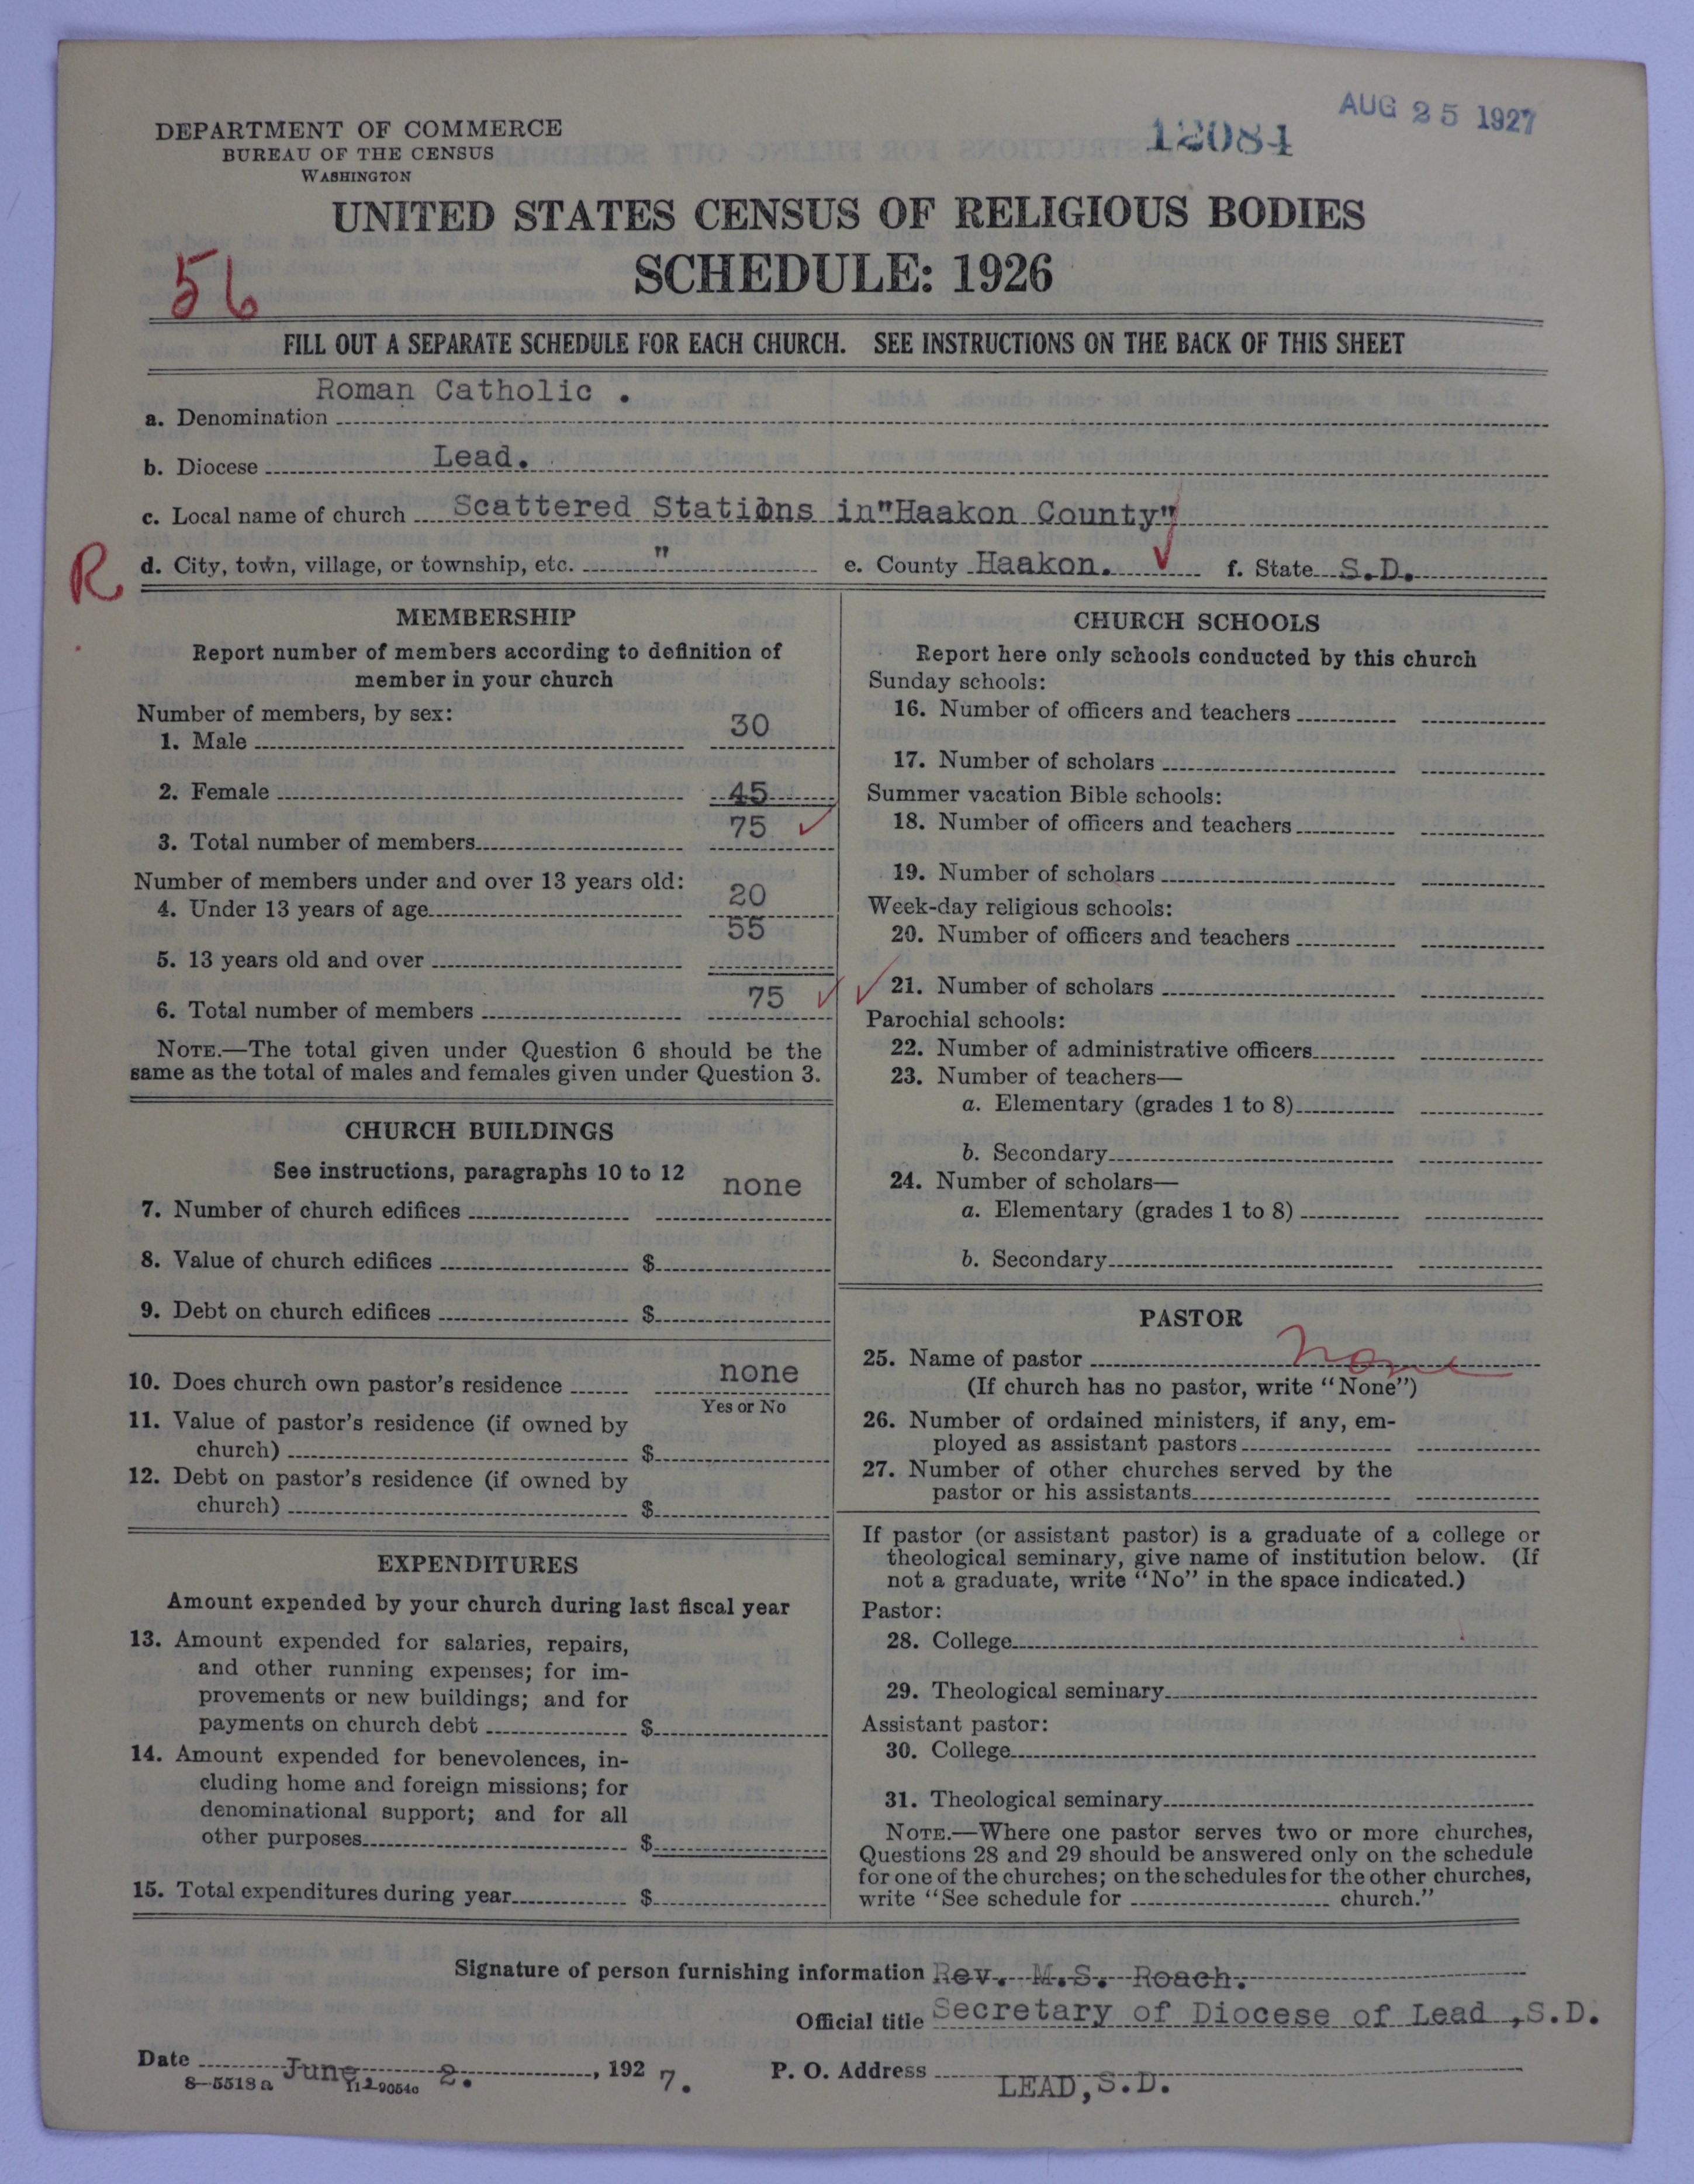 AUG 25 1927
12084
DEPARTMENT OF COMMERCE
BUREAU OF THE CENSUS
WASHINGTON
UNITED STATES CENSUS OF RELIGIOUS BODIES
SCHEDULE: 1926
56
FILL OUT A SEPARATE SCHEDULE FOR EACH CHURCH. SEE INSTRUCTIONS ON THE BACK OF THIS SHEET
a. Denomination Roman Catholic .
b. Diocese Lead.
c. Local name of church Scattered Stations in"Haakon County"
R d. City, town, village, or township, etc. " e. County Haakon. ✓ f. State S.D.
MEMBERSHIP
Report number of members according to definition of
member in your church
Number of members, by sex:
1. Male 30
2. Female 45
3. Total number of members 75 ✓
Number of members under and over 13 years old:
4. Under 13 years of age 20
5. 13 years old and over 55
6. Total number of members 75 ✓
NOTE.—The total given under Question 6 should be the
same as the total of males and females given under Question 3.
CHURCH BUILDINGS
See instructions, paragraphs 10 to 12
7. Number of church edifices none
8. Value of church edifices $
9. Debt on church edifices $
10. Does church own pastor's residence none
Yes or No
11. Value of pastor's residence (if owned by
church) $
12. Debt on pastor's residence (if owned by
church) $
EXPENDITURES
Amount expended by your church during last fiscal year
13. Amount expended for salaries, repairs,
and other running expenses; for im-
provements or new buildings; and for
payments on church debt $
14. Amount expended for benevolences, in-
cluding home and foreign missions; for
denominational support; and for all
other purposes $
15. Total expenditures during year $
CHURCH SCHOOLS
Report here only schools conducted by this church
Sunday schools:
16. Number of officers and teachers
17. Number of scholars
Summer vacation Bible schools:
18. Number of officers and teachers
19. Number of scholars
Week-day religious schools:
20. Number of officers and teachers
✓ 21. Number of scholars
Parochial schools:
22. Number of administrative officers
23. Number of teachers—
a. Elementary (grades 1 to 8)
b. Secondary
24. Number of scholars—
a. Elementary (grades 1 to 8)
b. Secondary
PASTOR
25. Name of pastor None
(If church has no pastor, write "None")
26. Number of ordained ministers, if any, em-
ployed as assistant pastors
27. Number of other churches served by the
pastor or his assistants
If pastor (or assistant pastor) is a graduate of a college or
theological seminary, give name of institution below. (If
not a graduate, write "No" in the space indicated.)
Pastor:
28. College
29. Theological seminary
Assistant pastor:
30. College
31. Theological seminary
NOTE.—Where one pastor serves two or more churches,
Questions 28 and 29 should be answered only on the schedule
for one of the churches; on the schedules for the other churches,
write "See schedule for church."
Signature of person furnishing information Rev. M.S. Roach.
Official title Secretary of Diocese of Lead ,S.D.
Date June 2. , 192 7. P. O. Address LEAD,S.D.
8—5518a